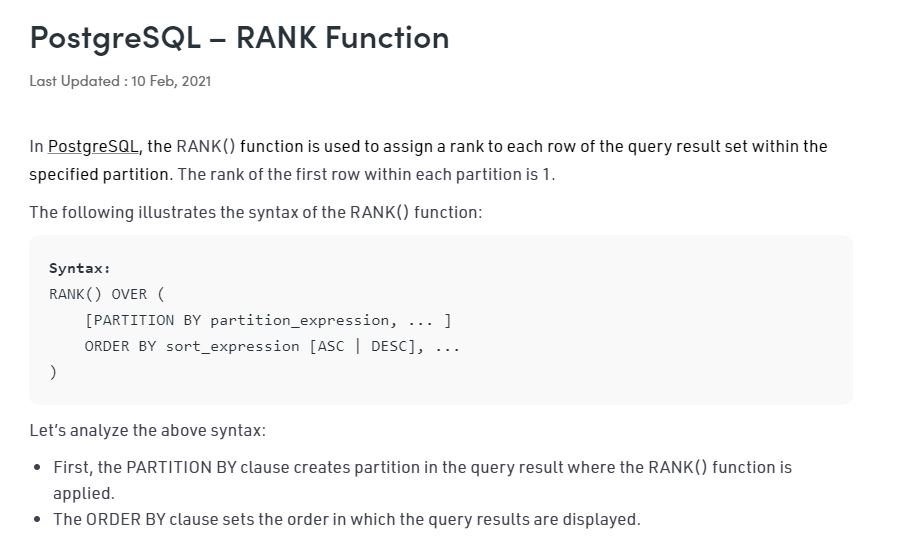 PostgreSQL – RANK Function
Last Updated : 10 Feb, 2021
In PostgreSQL, the RANK() function is used to assign a rank to each row of the query result set within the
specified partition. The rank of the first row within each partition is 1.
The following illustrates the syntax of the RANK() function:
Syntax:
RANK() OVER (
    [PARTITION BY partition_expression, ... ]
    ORDER BY sort_expression [ASC | DESC], ...
)
Let's analyze the above syntax:
• First, the PARTITION BY clause creates partition in the query result where the RANK() function is
applied.
• The ORDER BY clause sets the order in which the query results are displayed.